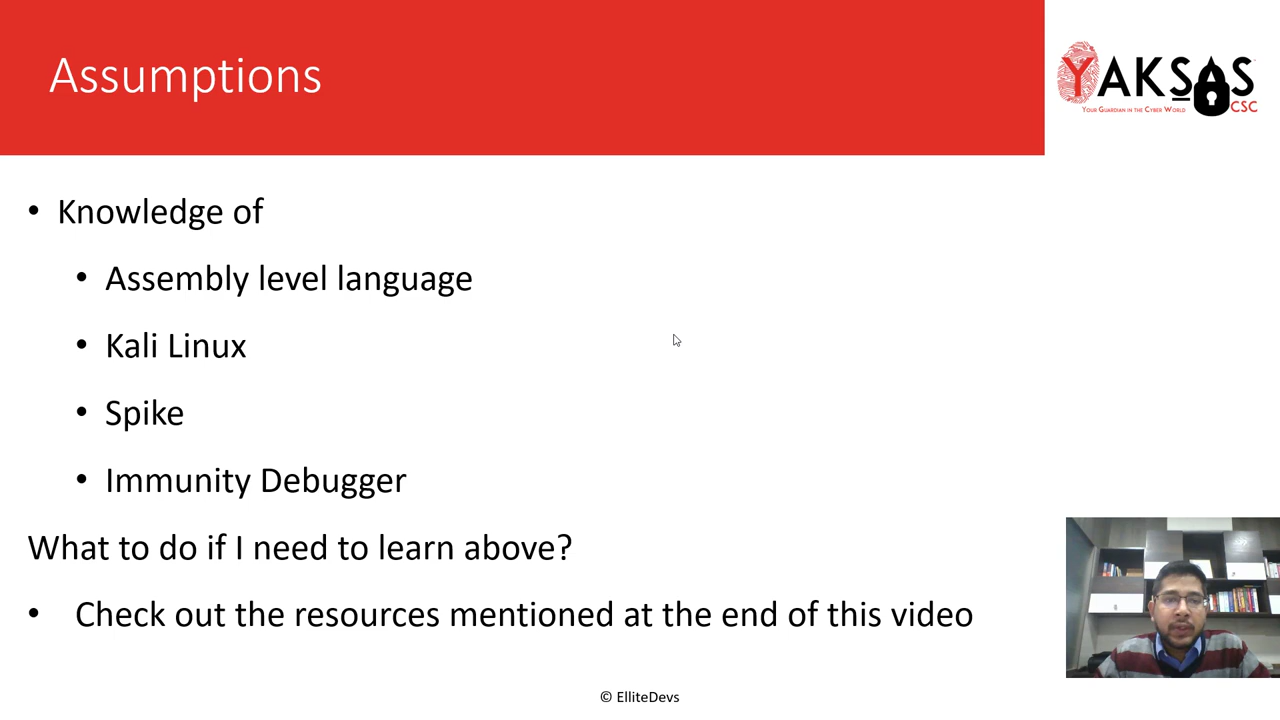 Assumptions
YAKSAS
CSC
YOUR GUARDIAN IN THE CYBER WORLD
• Knowledge of
• Assembly level language
• Kali Linux
• Spike
• Immunity Debugger
What to do if I need to learn above?
• Check out the resources mentioned at the end of this video
© ElliteDevs